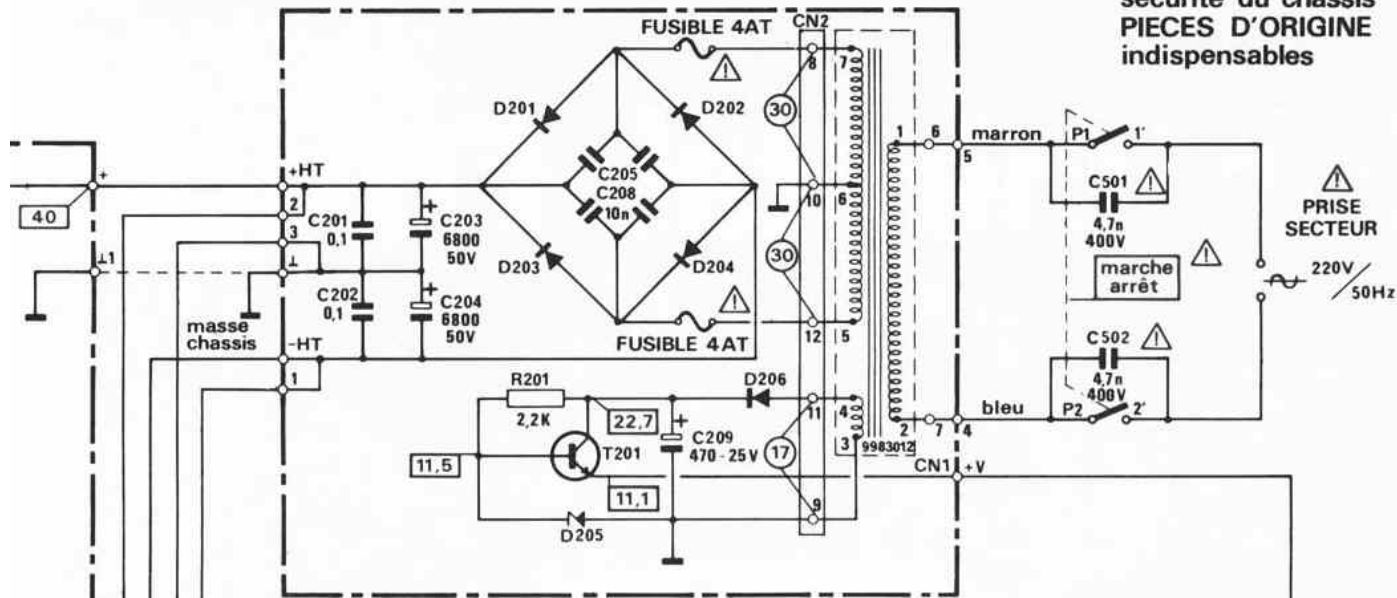 sécurité du châssis
PIECES D'ORIGINE
indispensables
FUSIBLE 4AT
CN2
8
7
D201
D202
30
1
6
marron
P1
1'
5
C205
C208
10n
C501
4,7n
400V
PRISE
SECTEUR
+
40
+HT
2
C201
0,1
+
C203
6800
50V
10
6
3
⊥1
⊥
D203
D204
30
marche
arrêt
220V
50Hz
C202
0,1
+
C204
6800
50V
masse
chassis
FUSIBLE 4AT
12
5
C502
4,7n
400V
-HT
1
R201
2,2K
D206
11
4
bleu
P2
2'
22,7
+
C209
470-25V
3
2
7
4
T201
17
99883012
11,5
CN1
+V
11,1
9
D205